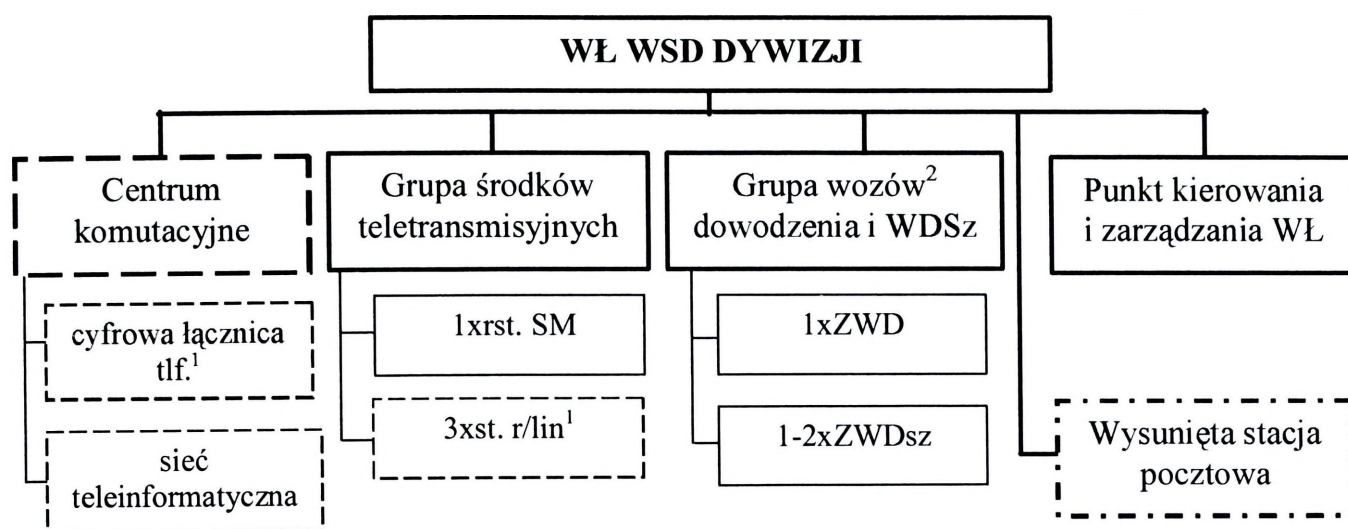 WŁ WSD DYWIZJI
Centrum
komutacyjne
cyfrowa łącznica
tlf.¹
sieć
teleinformatyczna
Grupa środków
teletransmisyjnych
1xrst. SM
3xst. r/lin¹
Grupa wozów²
dowodzenia i WDSz
1xZWD
1-2xZWDsz
Punkt kierowania
i zarządzania WŁ
Wysunięta stacja
pocztowa